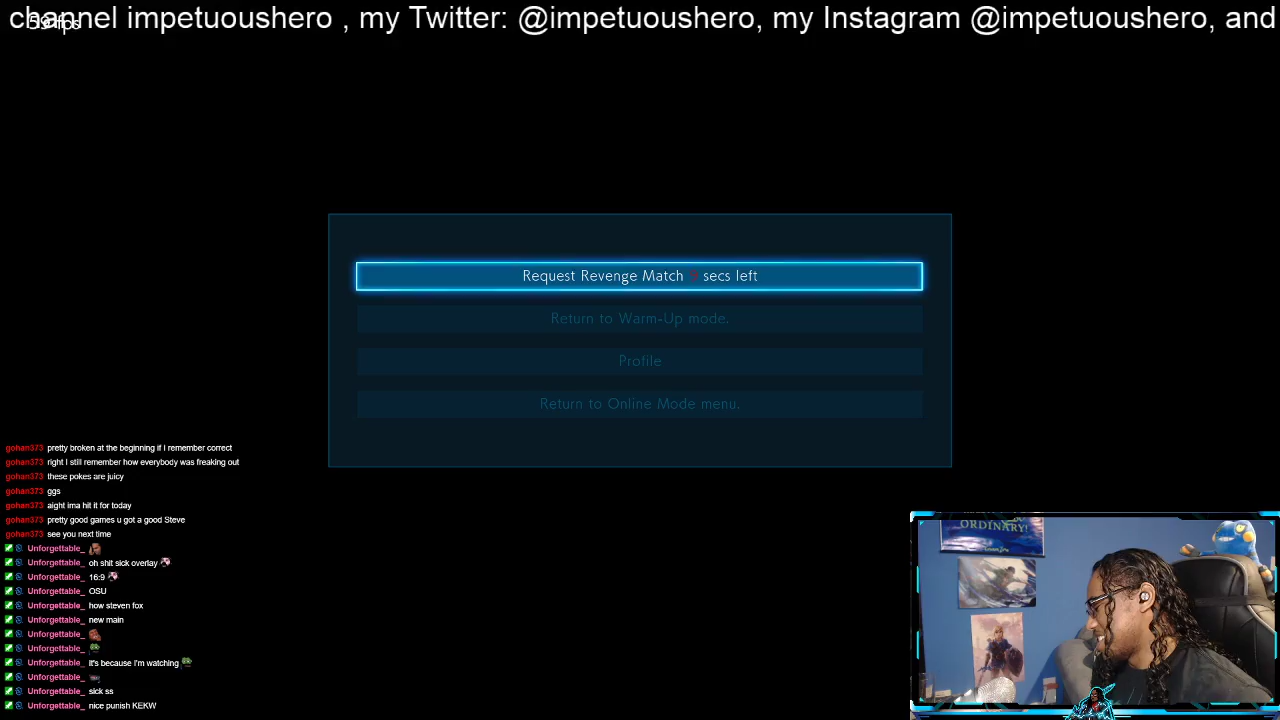 channel impetuoushero , my Twitter: @impetuoushero, my Instagram @impetuoushero, and
59 fps
Request Revenge Match secs left
Return to Warm-Up mode.
Profile
Return to Online Mode menu.
gohan373 pretty broken at the beginning if I remember correct
gohan373 right I still remember how everybody was freaking out
gohan373 these pokes are juicy
gohan373 ggs
gohan373 aight ima hit it for today
gohan373 pretty good games u got a good Steve
gohan373 see you next time
Unforgettable_
Unforgettable_ oh shit sick overlay
Unforgettable_ 16:9
Unforgettable_ OSU
Unforgettable_ how steven fox
Unforgettable_ new main
Unforgettable_
Unforgettable_
Unforgettable_ It's because I'm watching
Unforgettable_
Unforgettable_ sick ss
Unforgettable_ nice punish KEKW
ORDINARY!